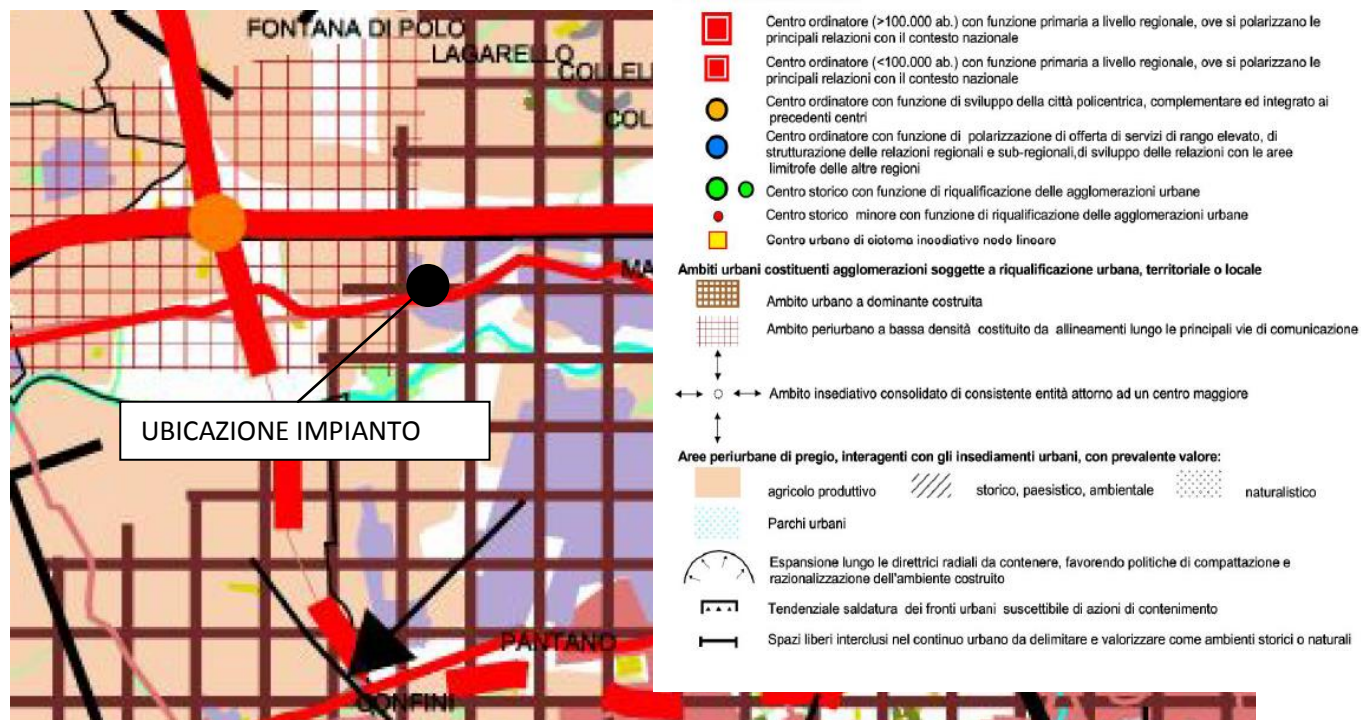 FONTANA DI POLO
LAGARELLO
COLLEL
COL
MA
UBICAZIONE IMPIANTO
PANTANO
CONFINI
Centro ordinatore (>100.000 ab.) con funzione primaria a livello regionale, ove si polarizzano le
principali relazioni con il contesto nazionale
Centro ordinatore (<100.000 ab.) con funzione primaria a livello regionale, ove si polarizzano le
principali relazioni con il contesto nazionale
Centro ordinatore con funzione di sviluppo della città policentrica, complementare ed integrato ai
precedenti centri
Centro ordinatore con funzione di polarizzazione di offerta di servizi di rango elevato, di
strutturazione delle relazioni regionali e sub-regionali,di sviluppo delle relazioni con le aree
limitrofe delle altre regioni
Centro storico con funzione di riqualificazione delle agglomerazioni urbane
Centro storico minore con funzione di riqualificazione delle agglomerazioni urbane
Centro urbano di sistema insediativo nodo lineare
Ambiti urbani costituenti agglomerazioni soggette a riqualificazione urbana, territoriale o locale
Ambito urbano a dominante costruita
Ambito periurbano a bassa densità costituito da allineamenti lungo le principali vie di comunicazione
Ambito insediativo consolidato di consistente entità attorno ad un centro maggiore
Aree periurbane di pregio, interagenti con gli insediamenti urbani, con prevalente valore:
agricolo produttivo storico, paesistico, ambientale naturalistico
Parchi urbani
Espansione lungo le direttrici radiali da contenere, favorendo politiche di compattazione e
razionalizzazione dell'ambiente costruito
Tendenziale saldatura dei fronti urbani suscettibile di azioni di contenimento
Spazi liberi interclusi nel continuo urbano da delimitare e valorizzare come ambienti storici o naturali